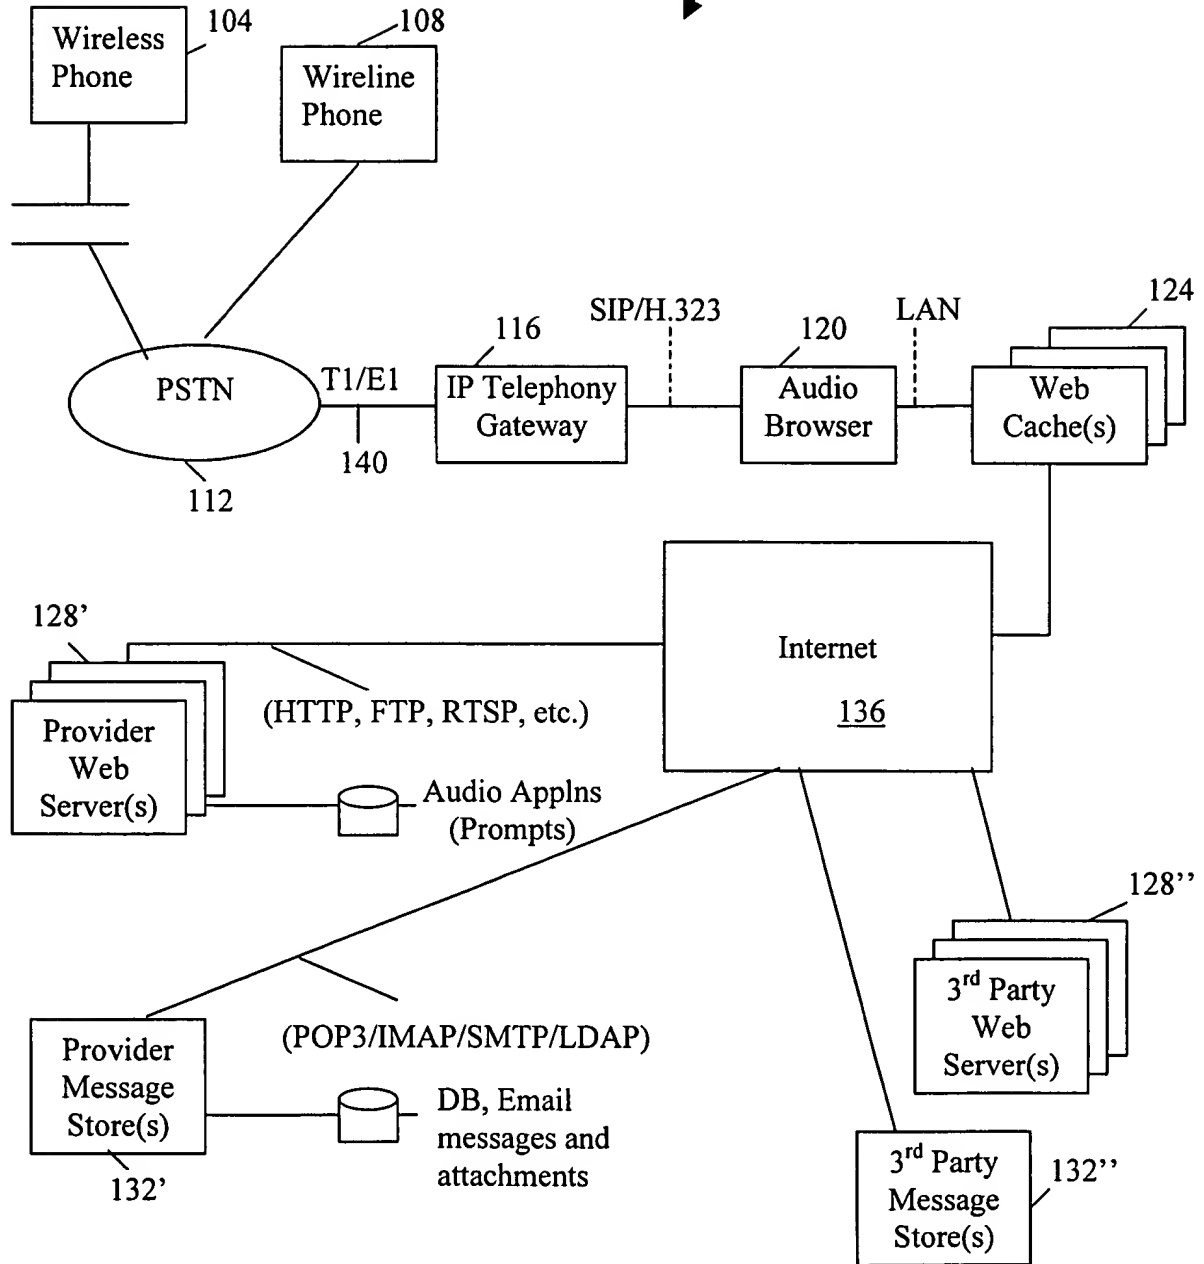 104
Wireless
Phone
108
Wireline
Phone
124
SIP/H.323
LAN
116
120
PSTN
T1/E1
IP Telephony
Gateway
Audio
Browser
Web
Cache(s)
140
112
128'
Internet
136
(HTTP, FTP, RTSP, etc.)
Provider
Web
Server(s)
Audio Applns
(Prompts)
128''
3rd Party
Web
Server(s)
(POP3/IMAP/SMTP/LDAP)
Provider
Message
Store(s)
DB, Email
messages and
attachments
132'
3rd Party
Message
Store(s)
132''